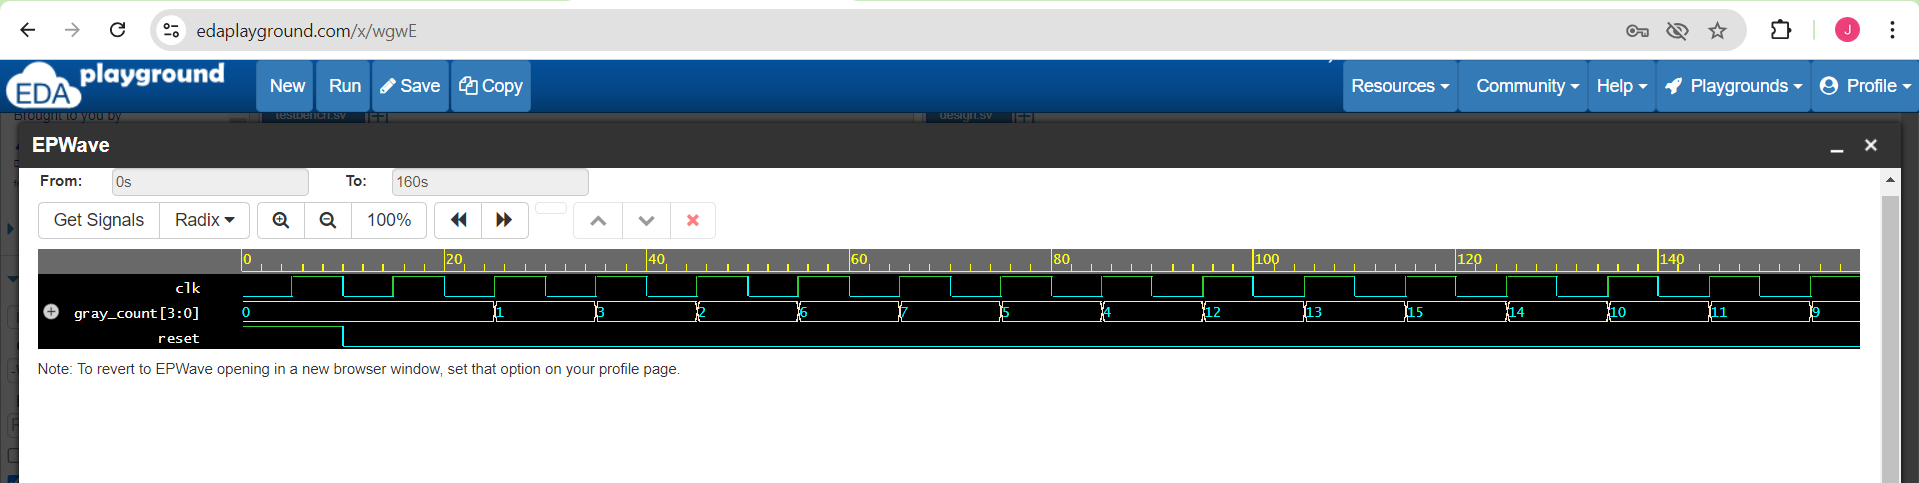 edaplayground.com/x/wgwE
J
EDA playground New Run Save Copy Resources Community Help Playgrounds Profile
Brought to you by testbench.sv design.sv
EPWave
From: 0s To: 160s
Get Signals Radix 100%
0 20 40 60 80 100 120 140
clk
gray_count[3:0] 0 1 3 2 6 7 5 4 12 13 15 14 10 11 9
reset
Note: To revert to EPWave opening in a new browser window, set that option on your profile page.